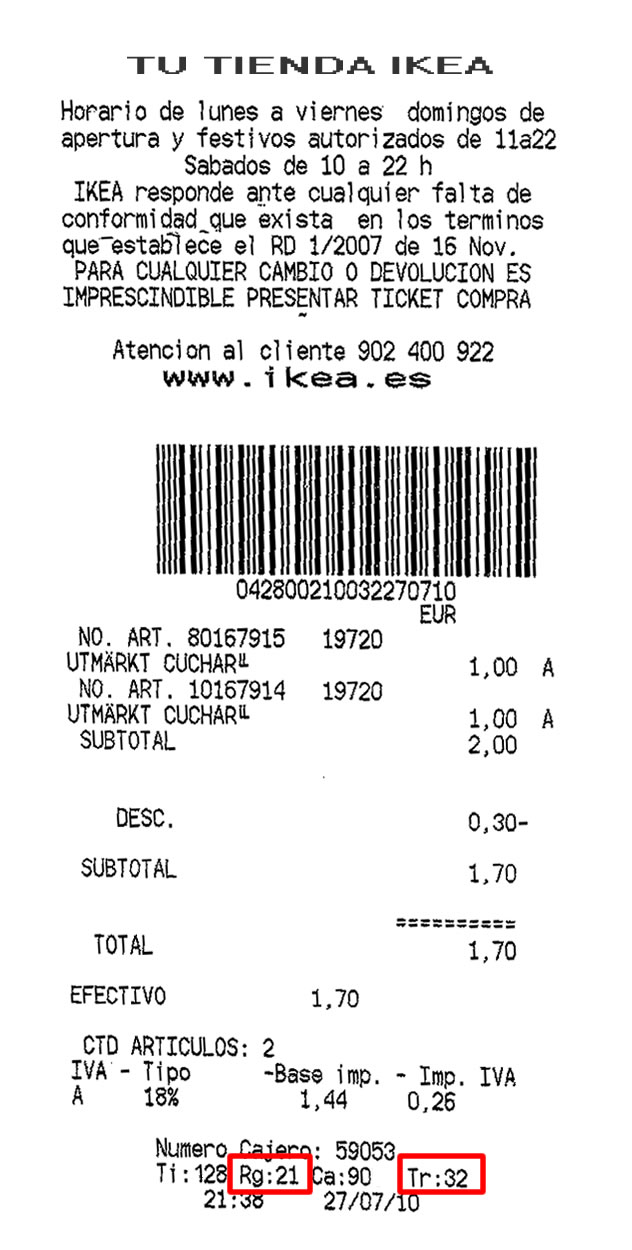 TU TIENDA IKEA
Horario de lunes a viernes domingos de
apertura y festivos autorizados de 11a22
Sabados de 10 a 22 h
IKEA responde ante cualquier falta de
conformidad que exista en los terminos
que establece el RD 1/2007 de 16 Nov.
PARA CUALQUIER CAMBIO O DEVOLUCION ES
IMPRESCINDIBLE PRESENTAR TICKET COMPRA
Atencion al cliente 902 400 922
www.ikea.es
042800210032270710
EUR
NO. ART. 80167915 19720
UTMÄRKT CUCHAR 1,00 A
NO. ART. 10167914 19720
UTMÄRKT CUCHAR 1,00 A
SUBTOTAL 2,00
DESC. 0,30-
SUBTOTAL 1,70
==========
TOTAL 1,70
EFECTIVO 1,70
CTD ARTICULOS: 2
IVA - Tipo -Base imp. - Imp. IVA
A 18% 1,44 0,26
Numero Cajero: 59053
Ti:128 Rg:21 Ca:90 Tr:32
21:38 27/07/10